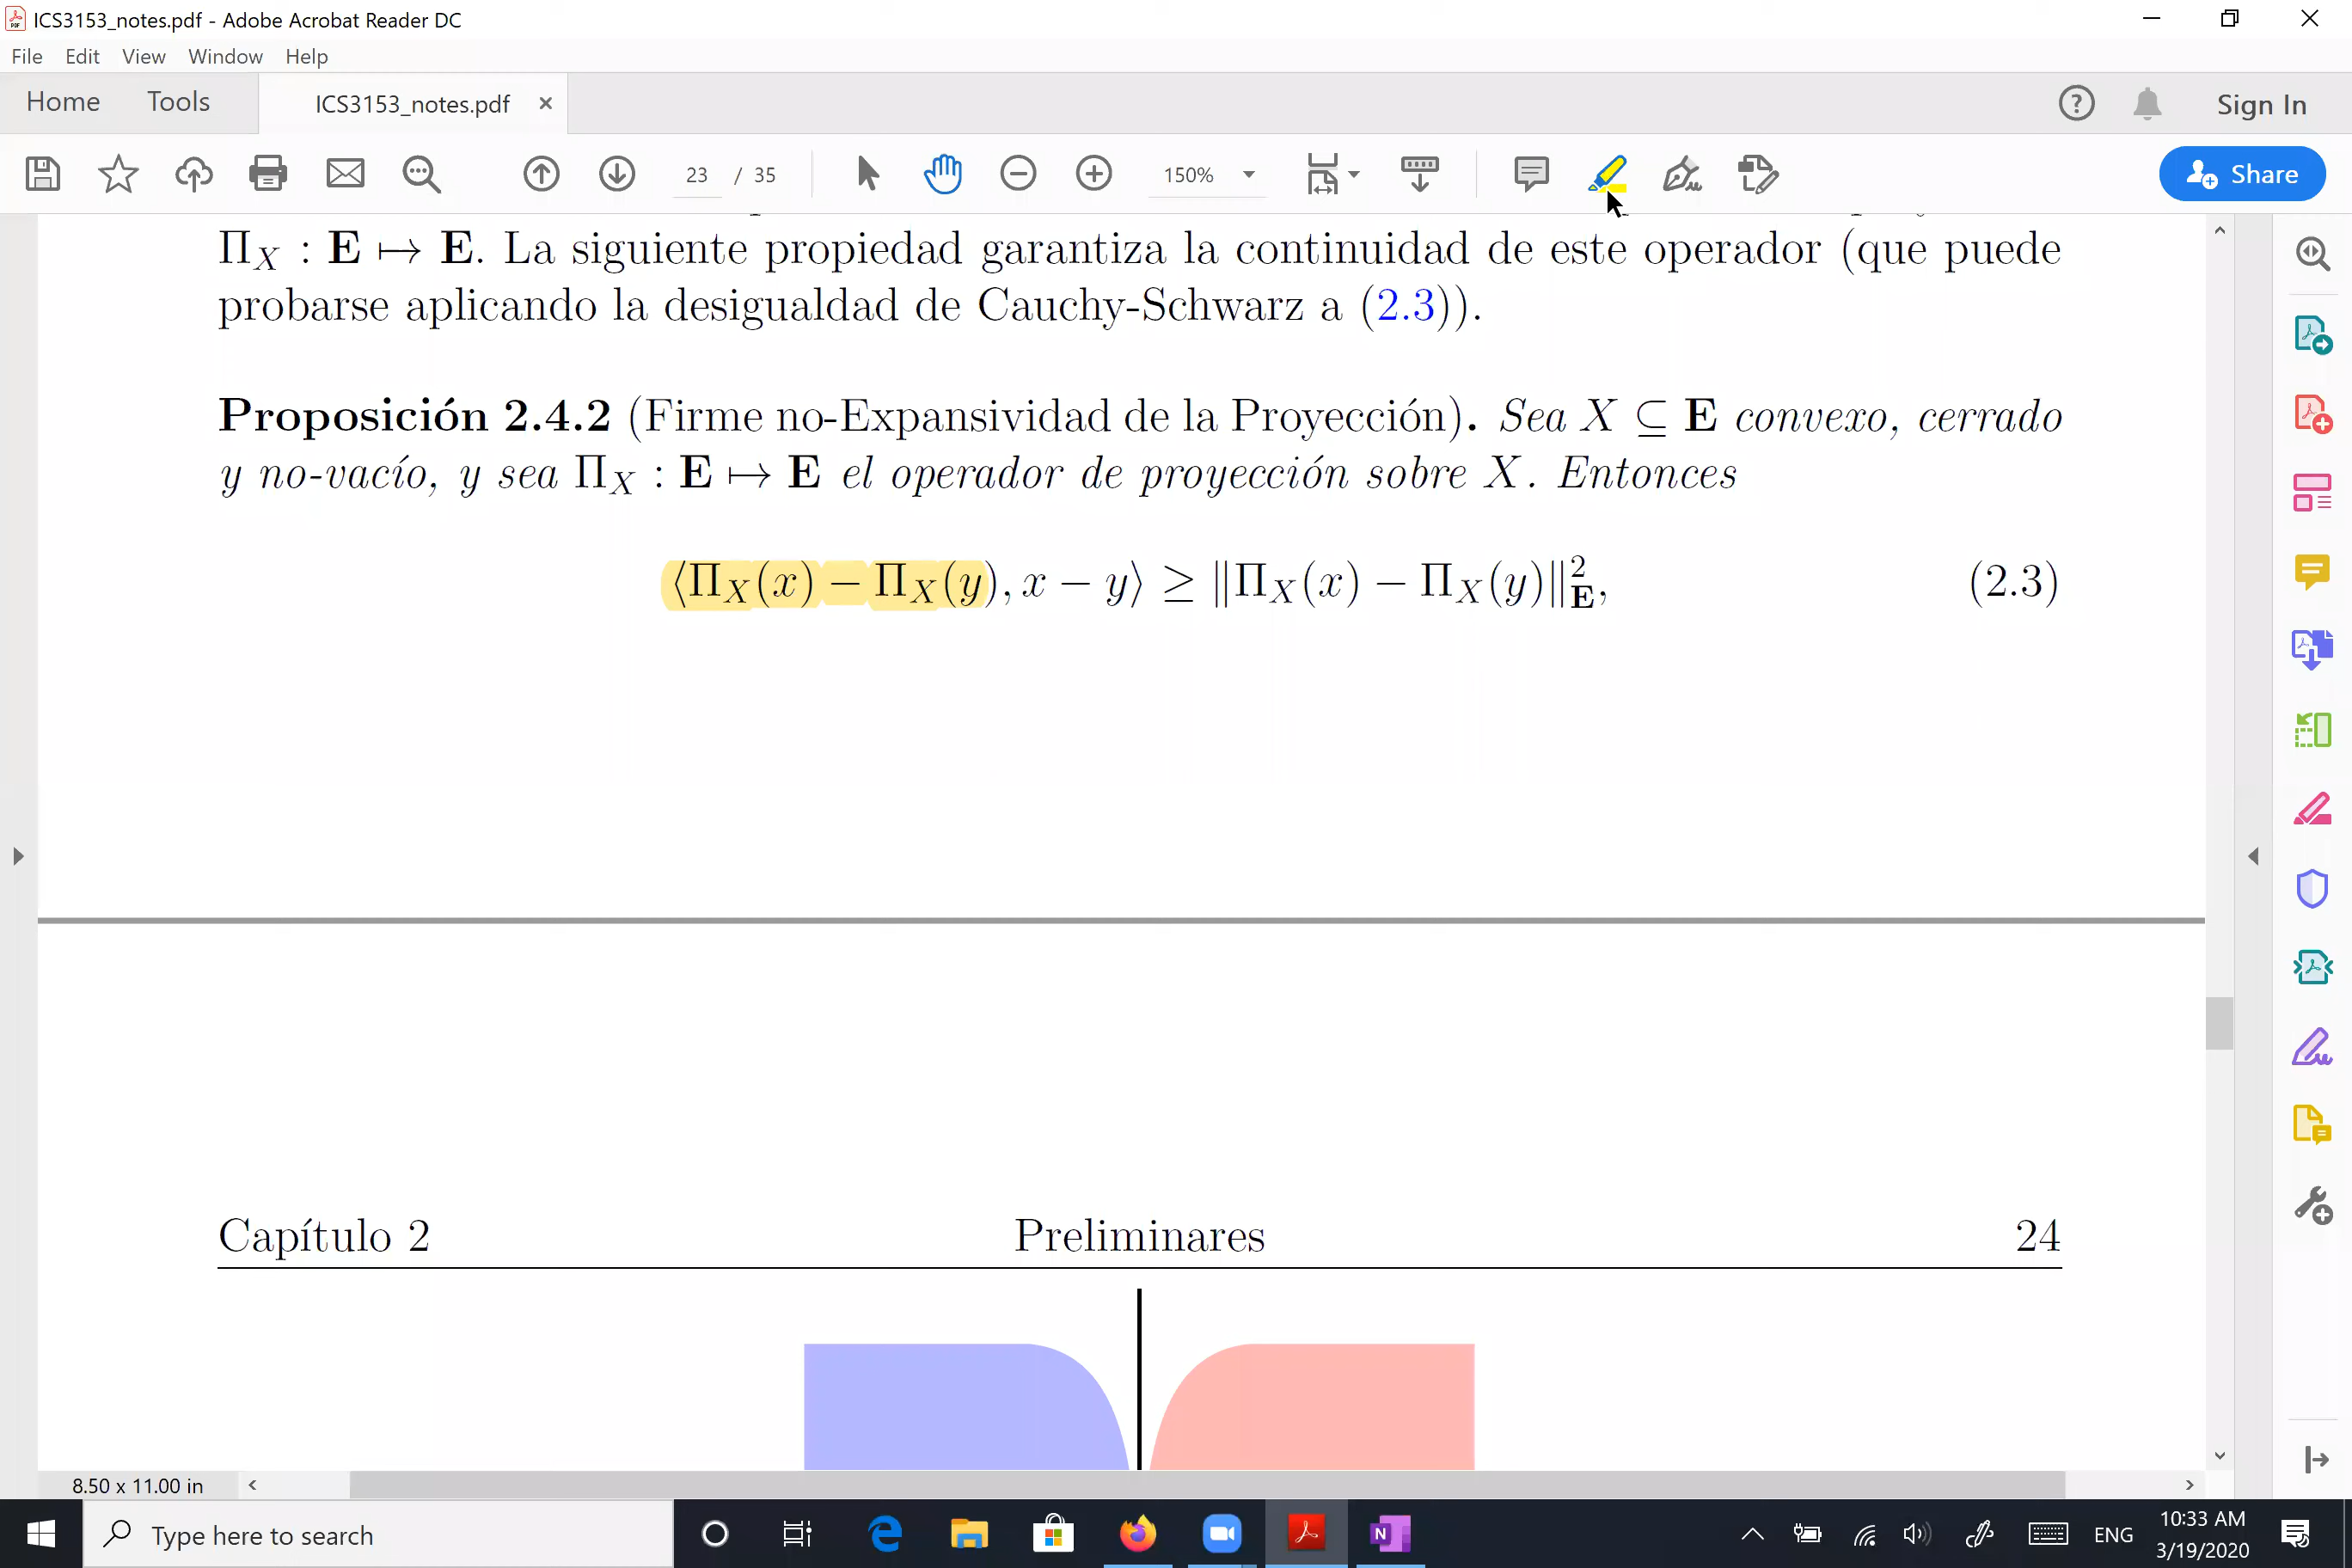 ICS3153_notes.pdf - Adobe Acrobat Reader DC
File Edit View Window Help
Home Tools ICS3153_notes.pdf × Sign In
23 / 35 150% Share
Π_X : E ↦ E. La siguiente propiedad garantiza la continuidad de este operador (que puede
probarse aplicando la desigualdad de Cauchy-Schwarz a (2.3)).
Proposición 2.4.2 (Firme no-Expansividad de la Proyección). Sea X ⊆ E convexo, cerrado
y no-vacío, y sea Π_X : E ↦ E el operador de proyección sobre X. Entonces
⟨Π_X(x) − Π_X(y), x − y⟩ ≥ ‖Π_X(x) − Π_X(y)‖²_E, (2.3)
Capítulo 2 Preliminares 24
8.50 x 11.00 in
Type here to search
ENG
10:33 AM
3/19/2020